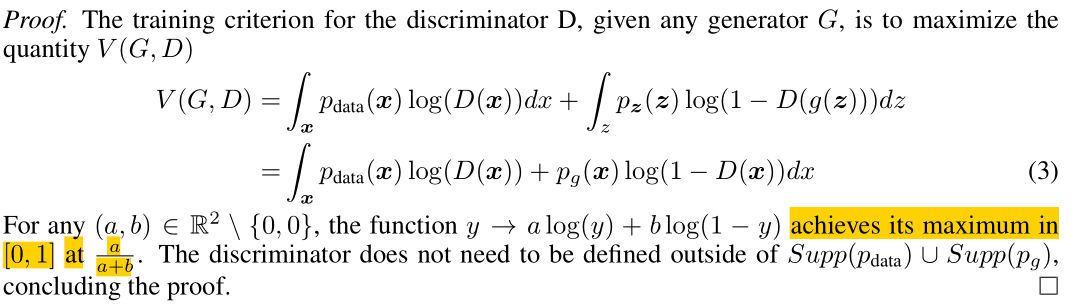 Proof. The training criterion for the discriminator D, given any generator G, is to maximize the
quantity V(G, D)
V(G, D) = ∫_x p_data(x) log(D(x))dx + ∫_z p_z(z) log(1 − D(g(z)))dz
= ∫_x p_data(x) log(D(x)) + p_g(x) log(1 − D(x))dx (3)
For any (a, b) ∈ ℝ² \ {0, 0}, the function y → a log(y) + b log(1 − y) achieves its maximum in
[0, 1] at a/(a+b). The discriminator does not need to be defined outside of Supp(p_data) ∪ Supp(p_g),
concluding the proof. □